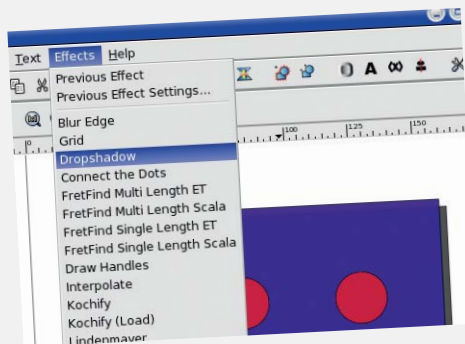 Text Effects Help
Previous Effect
Previous Effect Settings...
Blur Edge
Grid
Dropshadow
Connect the Dots
FretFind Multi Length ET
FretFind Multi Length Scala
FretFind Single Length ET
FretFind Single Length Scala
Draw Handles
Interpolate
Kochify
Kochify (Load)
Lindenmayer
0 100 125 150